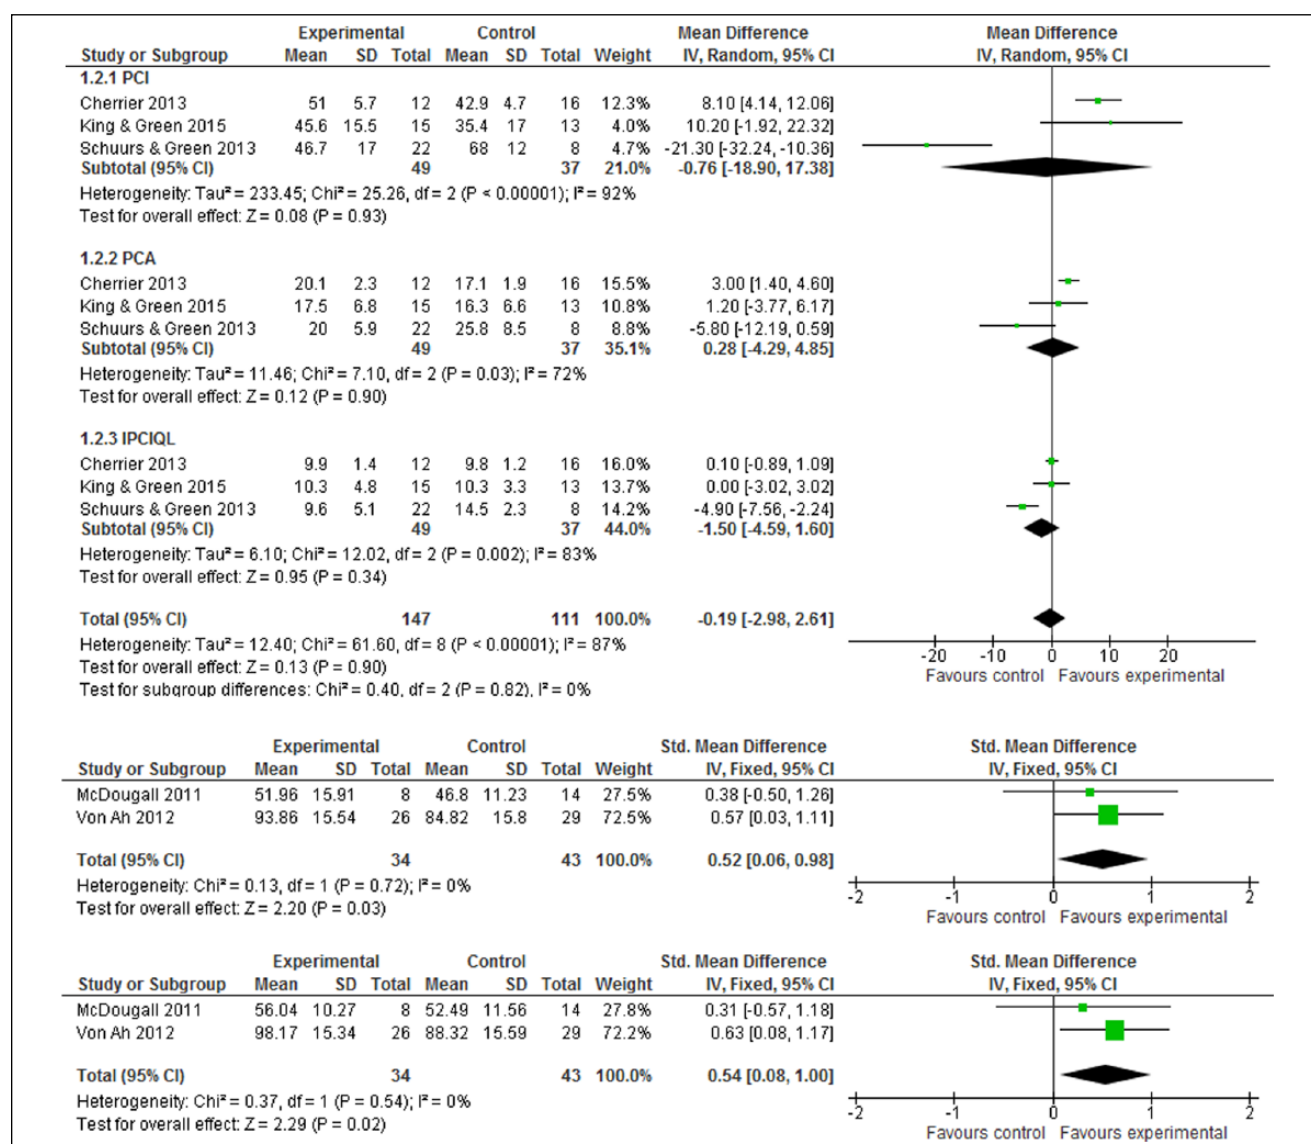 Experimental Control Mean Difference Mean Difference
Study or Subgroup Mean SD Total Mean SD Total Weight IV, Random, 95% CI IV, Random, 95% CI
1.2.1 PCI
Cherrier 2013 51 5.7 12 42.9 4.7 16 12.3% 8.10 [4.14, 12.06]
King & Green 2015 45.6 15.5 15 35.4 17 13 4.0% 10.20 [-1.92, 22.32]
Schuurs & Green 2013 46.7 17 22 68 12 8 4.7% -21.30 [-32.24, -10.36]
Subtotal (95% CI) 49 37 21.0% -0.76 [-18.90, 17.38]
Heterogeneity: Tau² = 233.45; Chi² = 25.26, df = 2 (P < 0.00001); I² = 92%
Test for overall effect: Z = 0.08 (P = 0.93)
1.2.2 PCA
Cherrier 2013 20.1 2.3 12 17.1 1.9 16 15.5% 3.00 [1.40, 4.60]
King & Green 2015 17.5 6.8 15 16.3 6.6 13 10.8% 1.20 [-3.77, 6.17]
Schuurs & Green 2013 20 5.9 22 25.8 8.5 8 8.8% -5.80 [-12.19, 0.59]
Subtotal (95% CI) 49 37 35.1% 0.28 [-4.29, 4.85]
Heterogeneity: Tau² = 11.46; Chi² = 7.10, df = 2 (P = 0.03); I² = 72%
Test for overall effect: Z = 0.12 (P = 0.90)
1.2.3 IPCIQL
Cherrier 2013 9.9 1.4 12 9.8 1.2 16 16.0% 0.10 [-0.89, 1.09]
King & Green 2015 10.3 4.8 15 10.3 3.3 13 13.7% 0.00 [-3.02, 3.02]
Schuurs & Green 2013 9.6 5.1 22 14.5 2.3 8 14.2% -4.90 [-7.56, -2.24]
Subtotal (95% CI) 49 37 44.0% -1.50 [-4.59, 1.60]
Heterogeneity: Tau² = 6.10; Chi² = 12.02, df = 2 (P = 0.002); I² = 83%
Test for overall effect: Z = 0.95 (P = 0.34)
Total (95% CI) 147 111 100.0% -0.19 [-2.98, 2.61]
Heterogeneity: Tau² = 12.40; Chi² = 61.60, df = 8 (P < 0.00001); I² = 87%
Test for overall effect: Z = 0.13 (P = 0.90)
Test for subgroup differences: Chi² = 0.40, df = 2 (P = 0.82), I² = 0%
-20 -10 0 10 20
Favours control Favours experimental
Experimental Control Std. Mean Difference Std. Mean Difference
Study or Subgroup Mean SD Total Mean SD Total Weight IV, Fixed, 95% CI IV, Fixed, 95% CI
McDougall 2011 51.96 15.91 8 46.8 11.23 14 27.5% 0.38 [-0.50, 1.26]
Von Ah 2012 93.86 15.54 26 84.82 15.8 29 72.5% 0.57 [0.03, 1.11]
Total (95% CI) 34 43 100.0% 0.52 [0.06, 0.98]
Heterogeneity: Chi² = 0.13, df = 1 (P = 0.72); I² = 0%
Test for overall effect: Z = 2.20 (P = 0.03)
-2 -1 0 1 2
Favours control Favours experimental
Experimental Control Std. Mean Difference Std. Mean Difference
Study or Subgroup Mean SD Total Mean SD Total Weight IV, Fixed, 95% CI IV, Fixed, 95% CI
McDougall 2011 56.04 10.27 8 52.49 11.56 14 27.8% 0.31 [-0.57, 1.18]
Von Ah 2012 98.17 15.34 26 88.32 15.59 29 72.2% 0.63 [0.08, 1.17]
Total (95% CI) 34 43 100.0% 0.54 [0.08, 1.00]
Heterogeneity: Chi² = 0.37, df = 1 (P = 0.54); I² = 0%
Test for overall effect: Z = 2.29 (P = 0.02)
-2 -1 0 1 2
Favours control Favours experimental